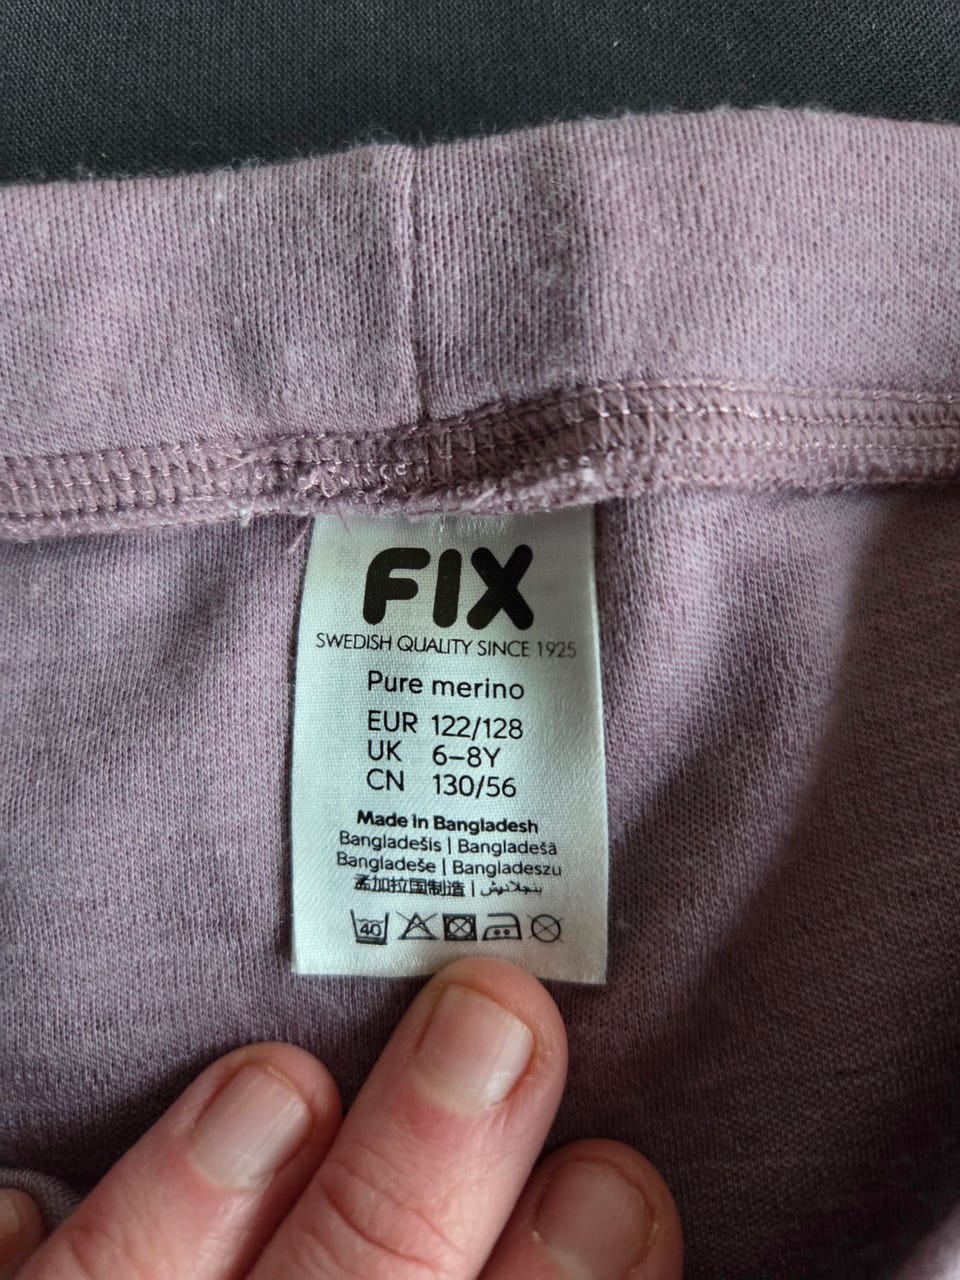 FIX
SWEDISH QUALITY SINCE 1925
Pure merino
EUR 122/128
UK 6–8Y
CN 130/56
Made in Bangladesh
Bangladešis | Bangladešā
Bangladeše | Bangladeszu
孟加拉国制造 | بنجلاديش
40